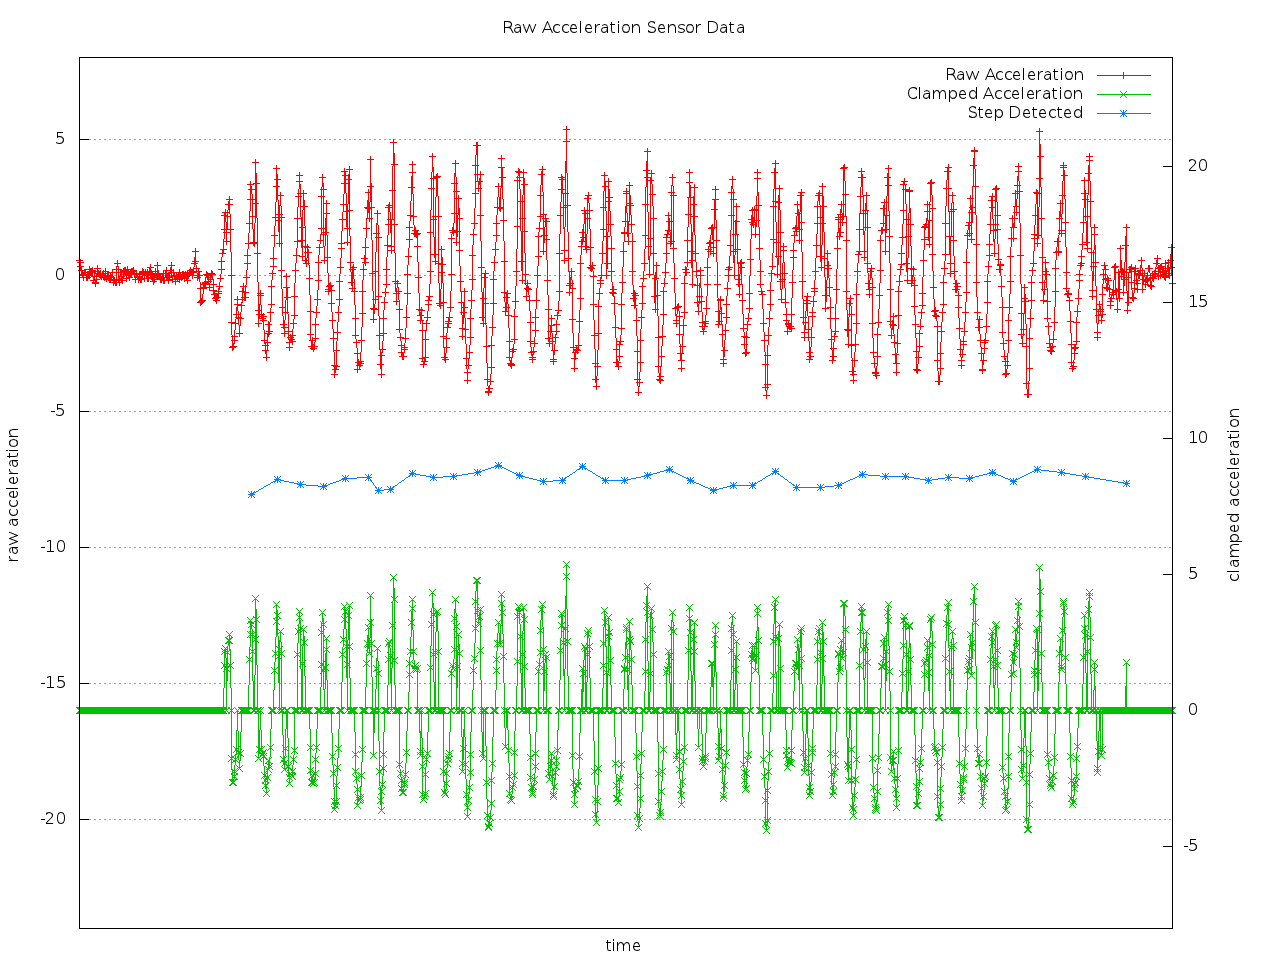 Raw Acceleration Sensor Data
Raw Acceleration
Clamped Acceleration
Step Detected
5
0
-5
-10
-15
-20
raw acceleration
20
15
10
5
0
-5
clamped acceleration
time